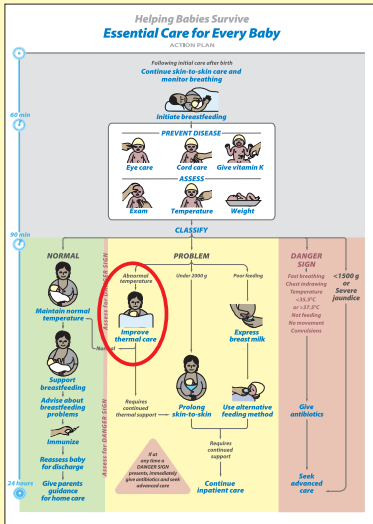 Helping Babies Survive
Essential Care for Every Baby
ACTION PLAN
Following initial care after birth
Continue skin-to-skin care and
monitor breathing
Initiate breastfeeding
60 min
PREVENT DISEASE
Eye care
Cord care
Give vitamin K
ASSESS
Exam
Temperature
Weight
90 min
CLASSIFY
NORMAL
Maintain normal
temperature
Support
breastfeeding
Advise about
breastfeeding
problems
Immunize
Reassess baby
for discharge
Give parents
guidance
for home care
Assess for DANGER SIGN
Assess for DANGER SIGN
PROBLEM
Abnormal
temperature
Improve
thermal care
Normal
Requires
continued
thermal support
Under 2000 g
Prolong
skin-to-skin
Poor feeding
Express
breast milk
Use alternative
feeding method
Requires
continued
support
Continue
inpatient care
If at
any time a
DANGER SIGN
presents, immediately
give antibiotics and seek
advanced care
DANGER
SIGN
Fast breathing
Chest indrawing
Temperature
<35.5°C
or >37.5°C
Not feeding
No movement
Convulsions
Give
antibiotics
Seek
advanced
care
<1500 g
or
Severe
jaundice
24 hours